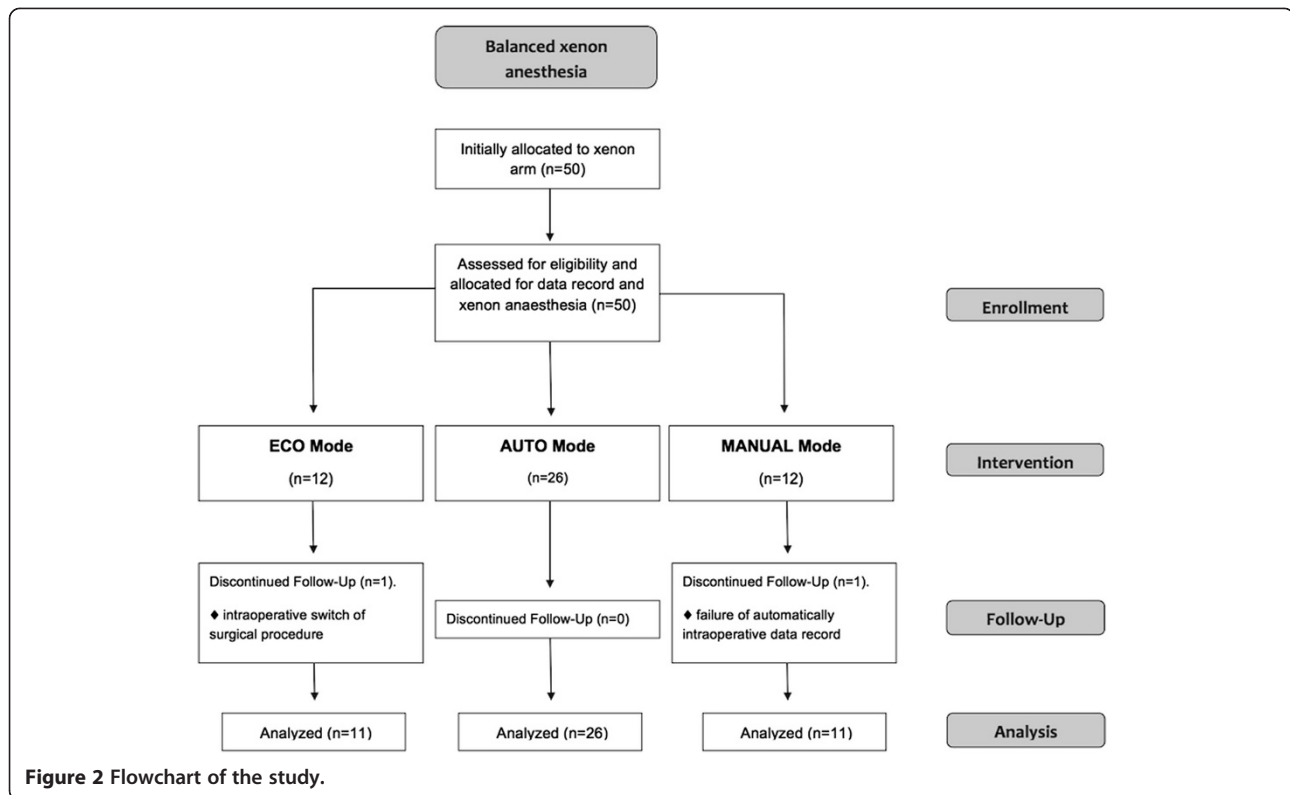 Balanced xenon
anesthesia
Initially allocated to xenon
arm (n=50)
Assessed for eligibility and
allocated for data record and
xenon anaesthesia (n=50)
Enrollment
ECO Mode
(n=12)
AUTO Mode
(n=26)
MANUAL Mode
(n=12)
Intervention
Discontinued Follow-Up (n=1).
♦ intraoperative switch of
surgical procedure
Discontinued Follow-Up (n=0)
Discontinued Follow-Up (n=1).
♦ failure of automatically
intraoperative data record
Follow-Up
Analyzed (n=11)
Analyzed (n=26)
Analyzed (n=11)
Analysis
Figure 2 Flowchart of the study.